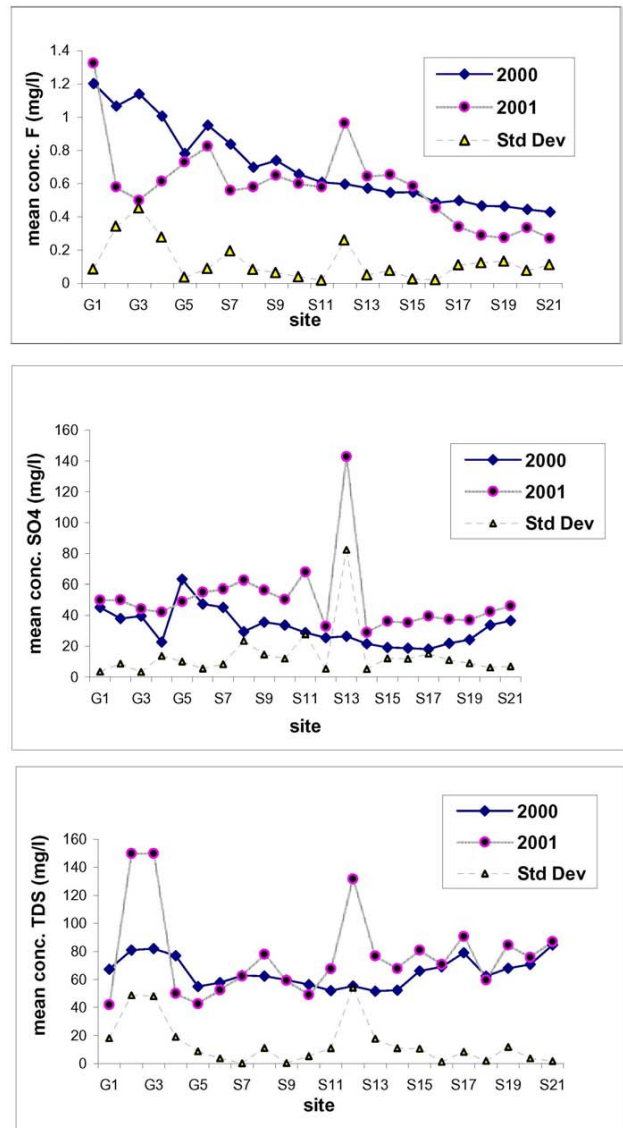 mean conc. F (mg/l)
1.4
1.2
1
0.8
0.6
0.4
0.2
0
G1 G3 G5 S7 S9 S11 S13 S15 S17 S19 S21
site
2000
2001
Std Dev
mean conc. SO4 (mg/l)
160
140
120
100
80
60
40
20
0
G1 G3 G5 S7 S9 S11 S13 S15 S17 S19 S21
site
2000
2001
Std Dev
mean conc. TDS (mg/l)
160
140
120
100
80
60
40
20
0
G1 G3 G5 S7 S9 S11 S13 S15 S17 S19 S21
site
2000
2001
Std Dev